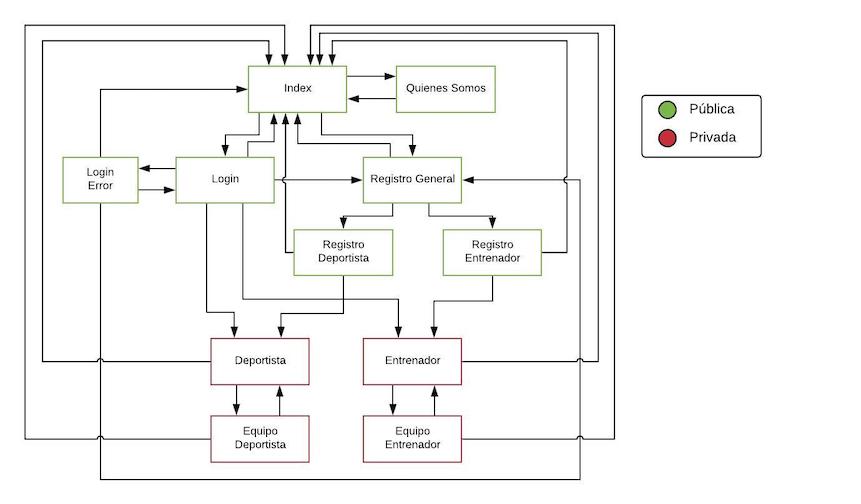 Index
Quienes Somos
Pública
Privada
Login
Error
Login
Registro General
Registro
Deportista
Registro
Entrenador
Deportista
Entrenador
Equipo
Deportista
Equipo
Entrenador